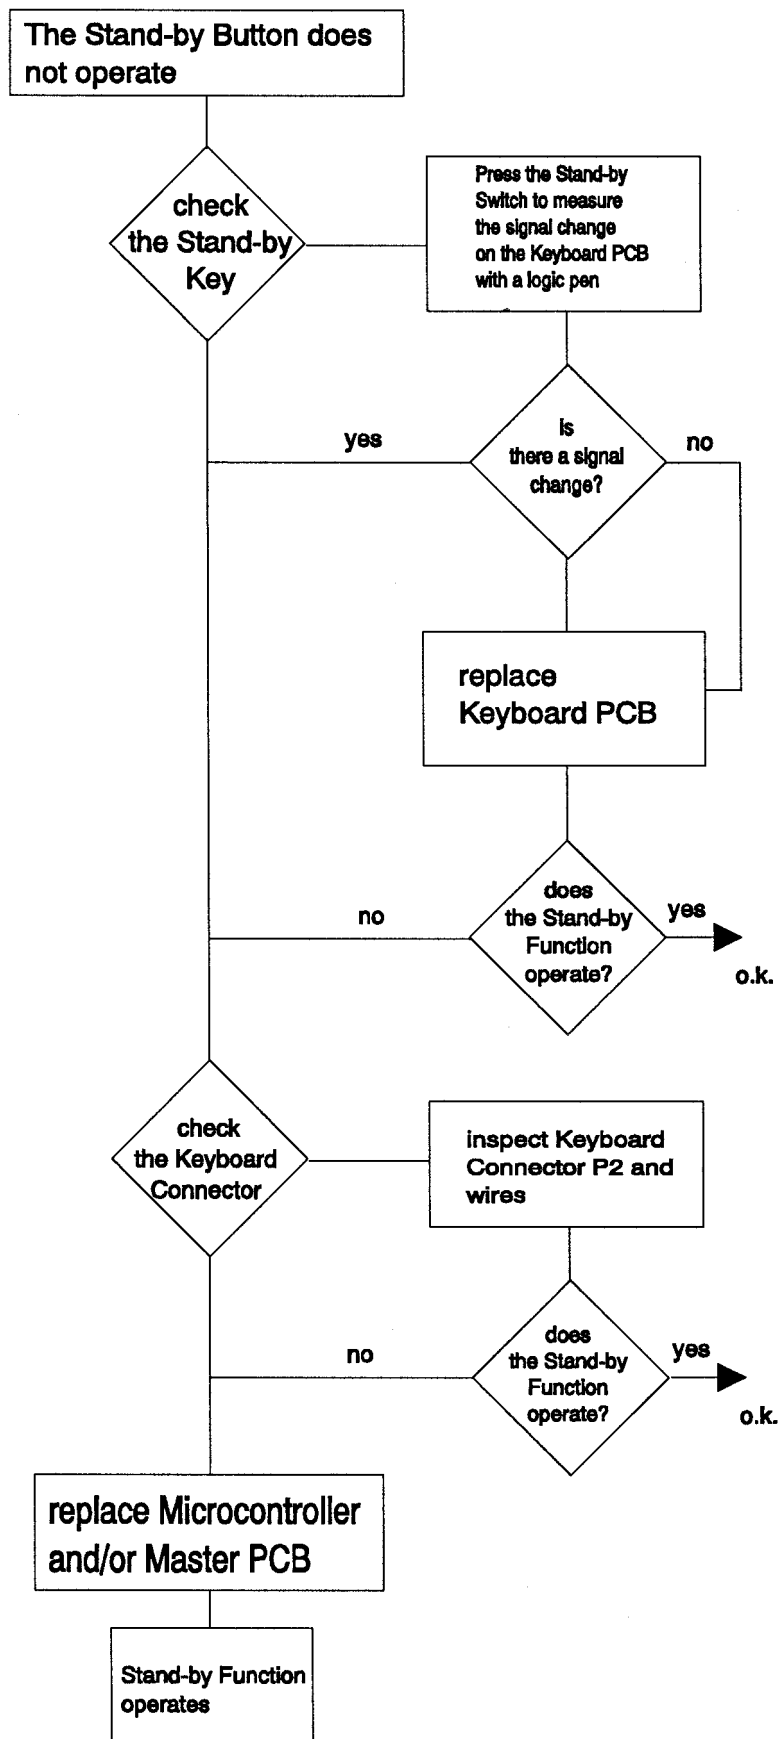 The Stand-by Button does
not operate
check
the Stand-by
Key
Press the Stand-by
Switch to measure
the signal change
on the Keyboard PCB
with a logic pen
is
there a signal
change?
yes
no
replace
Keyboard PCB
does
the Stand-by
Function
operate?
no
yes
o.k.
check
the Keyboard
Connector
inspect Keyboard
Connector P2 and
wires
does
the Stand-by
Function
operate?
no
yes
o.k.
replace Microcontroller
and/or Master PCB
Stand-by Function
operates